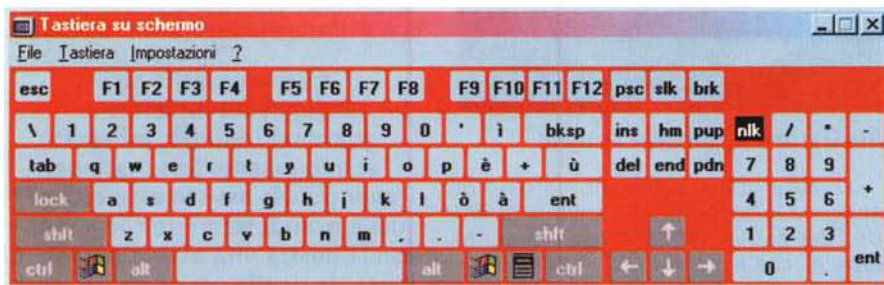 Tastiera su schermo
File Tastiera Impostazioni ?
esc F1 F2 F3 F4 F5 F6 F7 F8 F9 F10 F11 F12 psc slk brk
\ 1 2 3 4 5 6 7 8 9 0 ' ì bksp ins hm pup nlk / * -
tab q w e r t y u i o p è + ù del end pdn 7 8 9
lock a s d f g h j k l ò à ent 4 5 6 +
shft z x c v b n m , . - shft ↑ 1 2 3
ctrl alt alt ctrl ← ↓ → 0 . ent